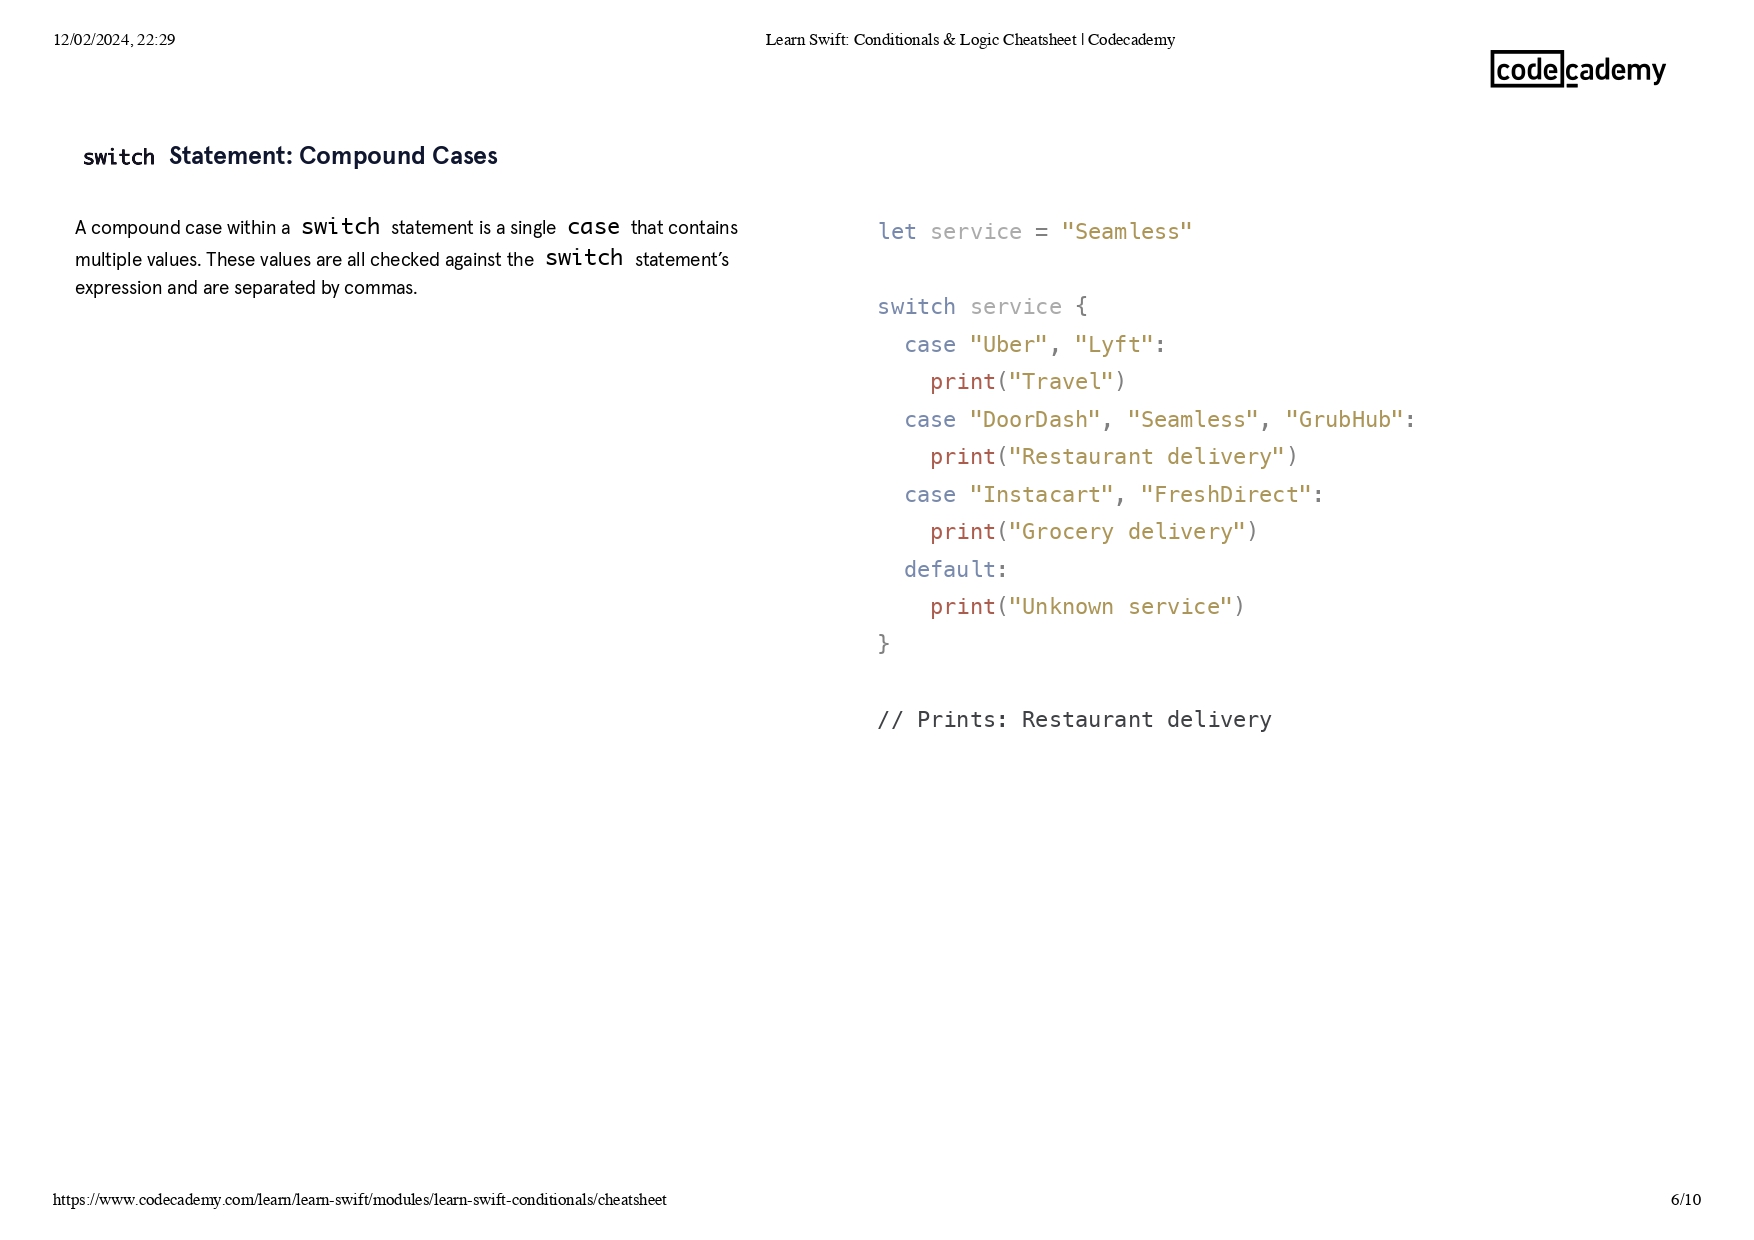 12/02/2024, 22:29
Learn Swift: Conditionals & Logic Cheatsheet | Codecademy
codecademy
switch Statement: Compound Cases
A compound case within a switch statement is a single case that contains
multiple values. These values are all checked against the switch statement’s
expression and are separated by commas.
let service = "Seamless"

switch service {
  case "Uber", "Lyft":
    print("Travel")
  case "DoorDash", "Seamless", "GrubHub":
    print("Restaurant delivery")
  case "Instacart", "FreshDirect":
    print("Grocery delivery")
  default:
    print("Unknown service")
}

// Prints: Restaurant delivery
https://www.codecademy.com/learn/learn-swift/modules/learn-swift-conditionals/cheatsheet
6/10